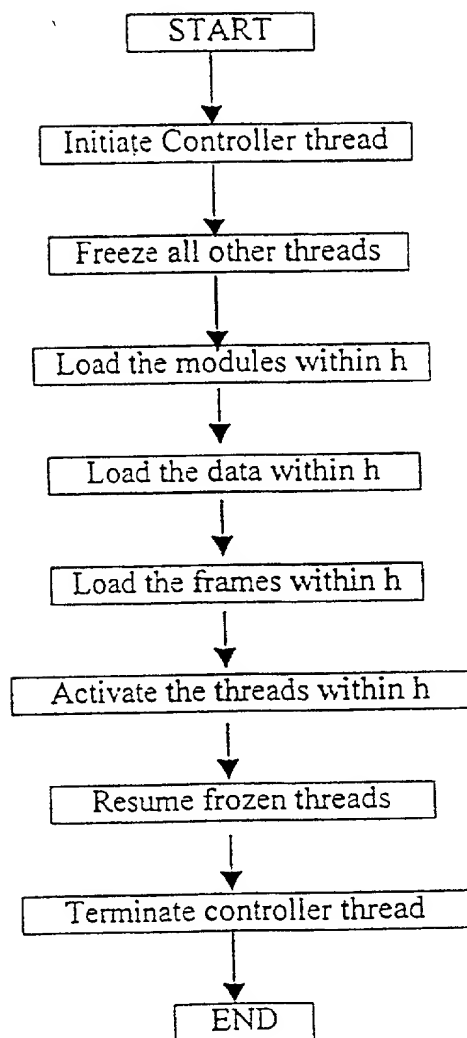 START
Initiate Controller thread
Freeze all other threads
Load the modules within h
Load the data within h
Load the frames within h
Activate the threads within h
Resume frozen threads
Terminate controller thread
END